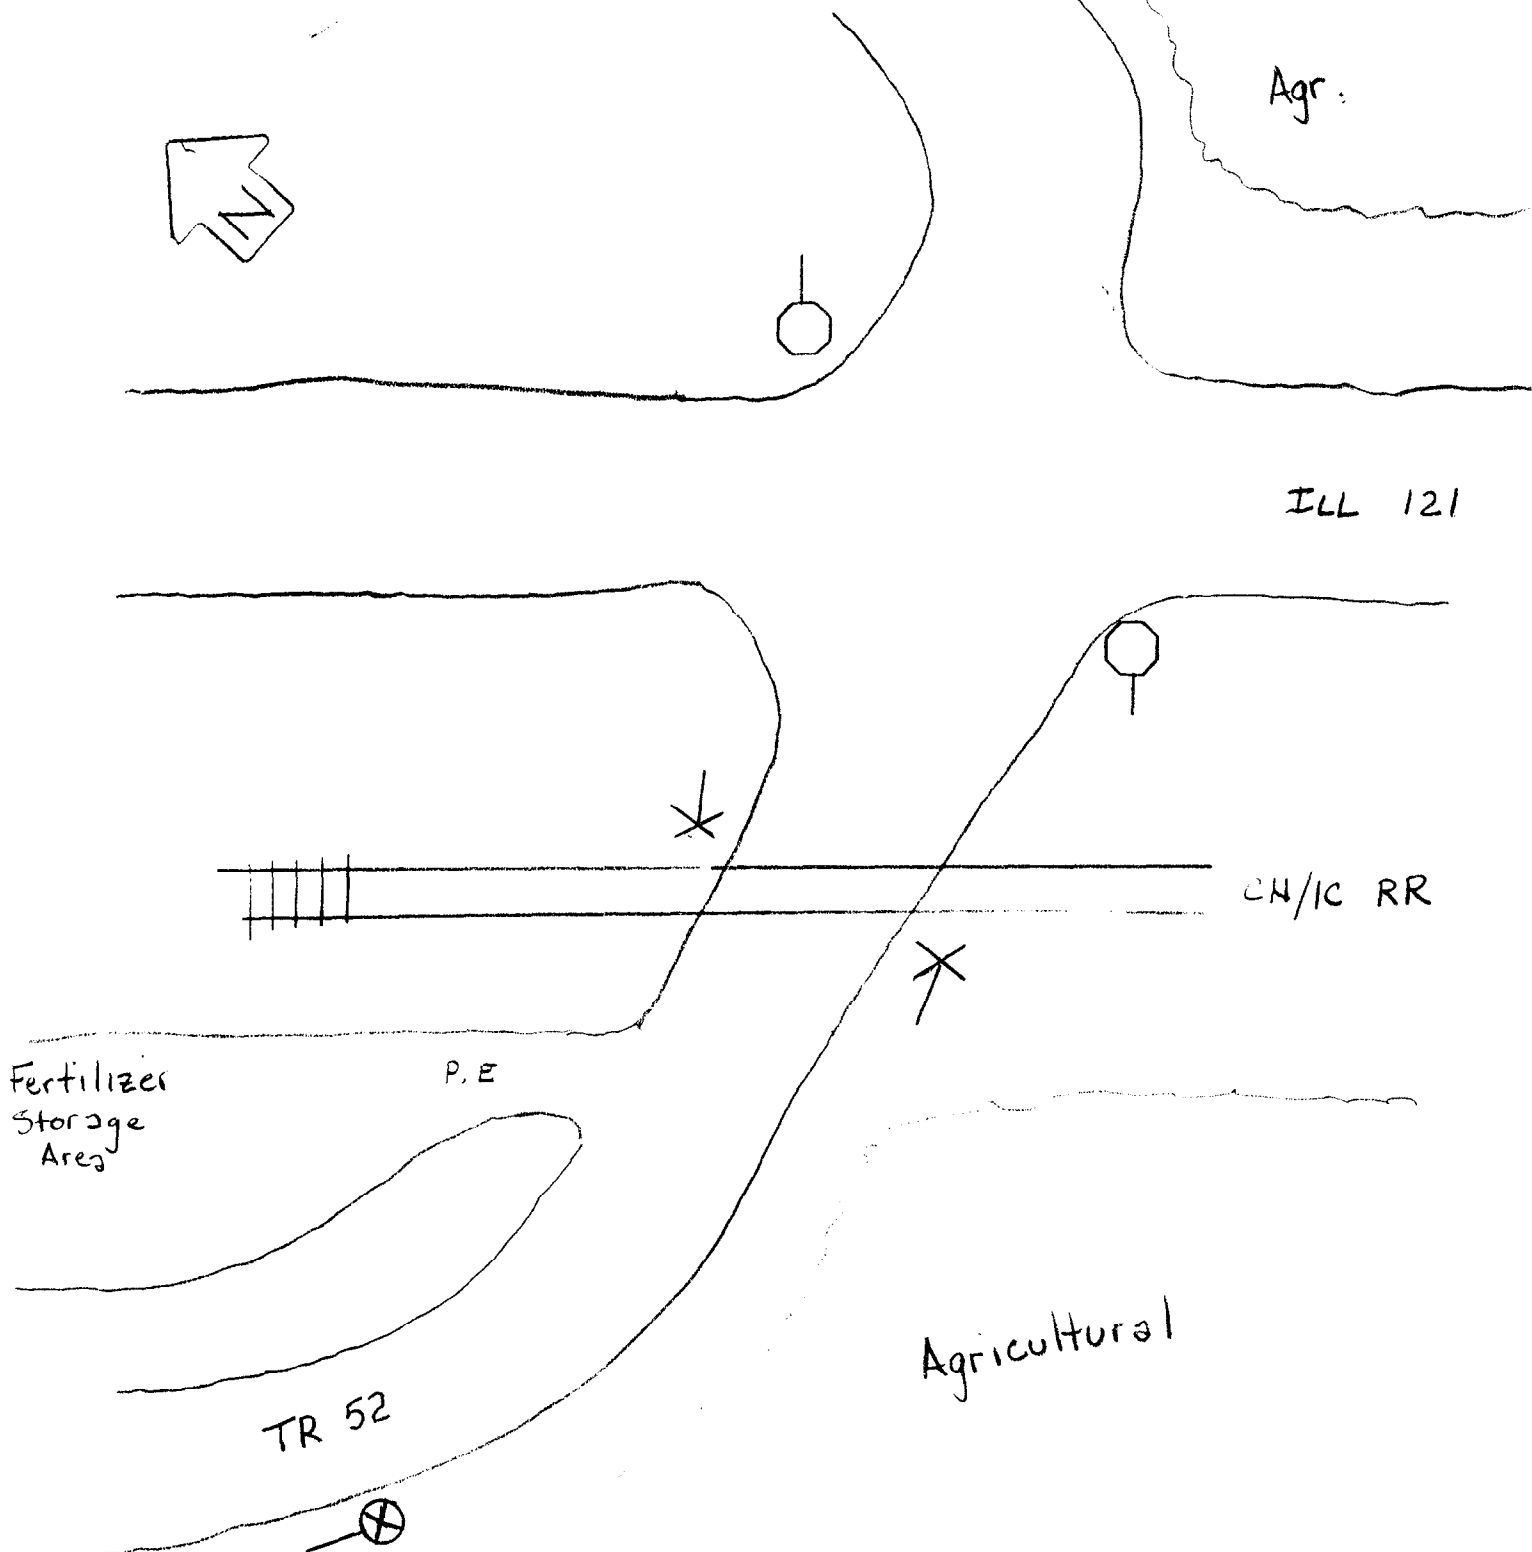 Agr.
N
ILL 121
CN/IC RR
Fertilizer
Storage
Area
P.E
Agricultural
TR 52